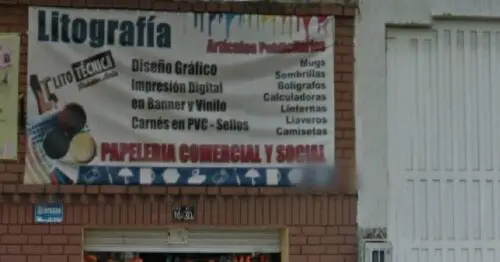 Litografía
Artículos Publicitarios
LITO TÉCNICA
Diseño Gráfico
Impresión Digital
en Banner y Vinilo
Carnés en PVC - Sellos
Mugs
Sombrillas
Bolígrafos
Calculadoras
Linternas
Llaveros
Camisetas
PAPELERIA COMERCIAL Y SOCIAL